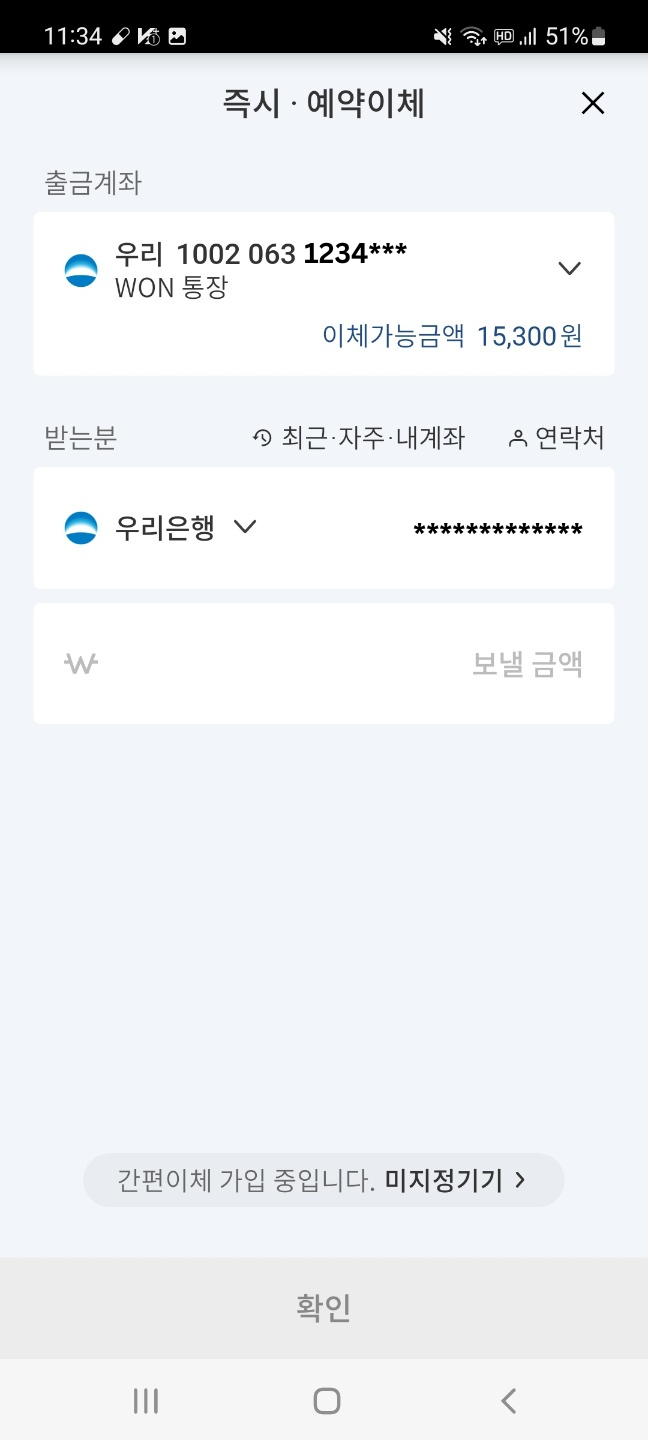 11:34 HD 51%
즉시 · 예약이체
출금계좌
우리 1002 063 1234***
WON 통장
이체가능금액 15,300원
받는분 최근·자주·내계좌 연락처
우리은행 *************
₩ 보낼 금액
간편이체 가입 중입니다. 미지정기기 >
확인